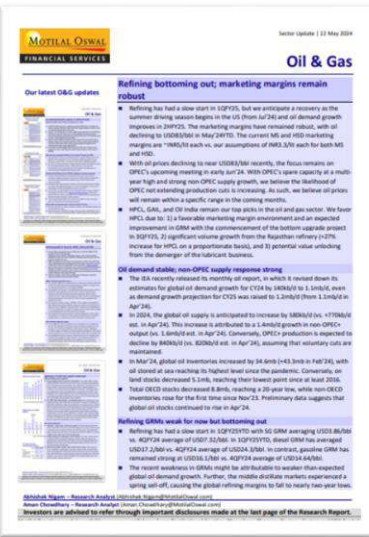 Sector Update | 22 May 2024
MOTILAL OSWAL
FINANCIAL SERVICES
Oil & Gas
Our latest O&G updates
Refining bottoming out; marketing margins remain
robust
Refining has had a slow start in 1QFY25, but we anticipate a recovery as the
summer driving season begins in the US (from Jul'24) and oil demand growth
improves in 2HFY25. The marketing margins have remained robust, with oil
declining to USD83/bbl in May'24YTD. The current MS and HSD marketing
margins are ~INR5/lit each vs. our assumptions of INR3.3/lit each for both MS
and HSD.
With oil prices declining to near USD83/bbl recently, the focus remains on
OPEC's upcoming meeting in early Jun'24. With OPEC's spare capacity at a multi-
year high and strong non-OPEC supply growth, we believe the likelihood of
OPEC not extending production cuts is increasing. As such, we believe oil prices
will remain within a specific range in the coming months.
HPCL, GAIL, and Oil India remain our top picks in the oil and gas sector. We favor
HPCL due to: 1) a favorable marketing margin environment and an expected
improvement in GRM with the commencement of the bottom upgrade project
in 3QFY25, 2) significant volume growth from the Rajasthan refinery (~27%
increase for HPCL on a proportionate basis), and 3) potential value unlocking
from the demerger of the lubricant business.
Oil demand stable; non-OPEC supply response strong
The IEA recently released its monthly oil report, in which it revised down its
estimates for global oil demand growth for CY24 by 140kb/d to 1.1mb/d, even
as demand growth projection for CY25 was raised to 1.2mb/d (from 1.1mb/d in
Apr'24).
In 2024, the global oil supply is anticipated to increase by 580kb/d (vs. +770kb/d
est. in Apr'24). This increase is attributed to a 1.4mb/d growth in non-OPEC+
output (vs. 1.6mb/d est. in Apr'24). Conversely, OPEC+ production is expected to
decline by 840kb/d (vs. 820kb/d est. in Apr'24), assuming that voluntary cuts are
maintained.
In Mar'24, global oil inventories increased by 34.6mb (+43.3mb in Feb'24), with
oil stored at sea reaching its highest level since the pandemic. Conversely, on
land stocks decreased 5.1mb, reaching their lowest point since at least 2016.
Total OECD stocks decreased 8.8mb, reaching a 20-year low, while non-OECD
inventories rose for the first time since Nov'23. Preliminary data suggests that
global oil stocks continued to rise in Apr'24.
Refining GRMs weak for now but bottoming out
Refining has had a slow start in 1QFY25YTD with SG GRM averaging USD3.86/bbl
vs. 4QFY24 average of USD7.32/bbl. In 1QFY25YTD, diesel GRM has averaged
USD17.2/bbl vs. 4QFY24 average of USD24.3/bbl. In contrast, gasoline GRM has
remained strong at USD16.1/bbl vs. 4QFY24 average of USD14.64/bbl.
The recent weakness in GRMs might be attributable to weaker-than-expected
global oil demand growth. Further, the middle distillate markets experienced a
spring sell-off, causing the global refining margins to fall to nearly two-year lows.
Abhishek Nigam – Research Analyst (Abhishek.Nigam@MotilalOswal.com)
Aman Chowdhary – Research Analyst (Aman.Chowdhary@MotilalOswal.com)
Investors are advised to refer through important disclosures made at the last page of the Research Report.